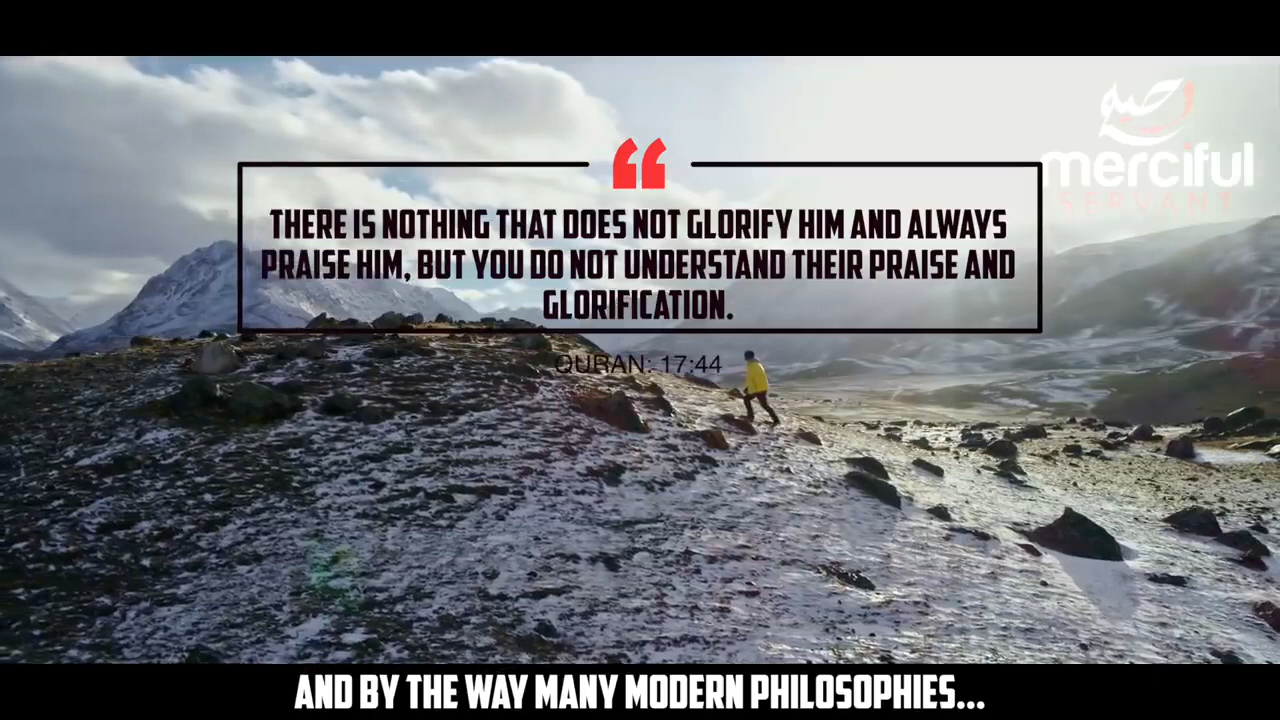 merciful
SERVANT
“
THERE IS NOTHING THAT DOES NOT GLORIFY HIM AND ALWAYS
PRAISE HIM, BUT YOU DO NOT UNDERSTAND THEIR PRAISE AND
GLORIFICATION.
QURAN: 17:44
AND BY THE WAY MANY MODERN PHILOSOPHIES...